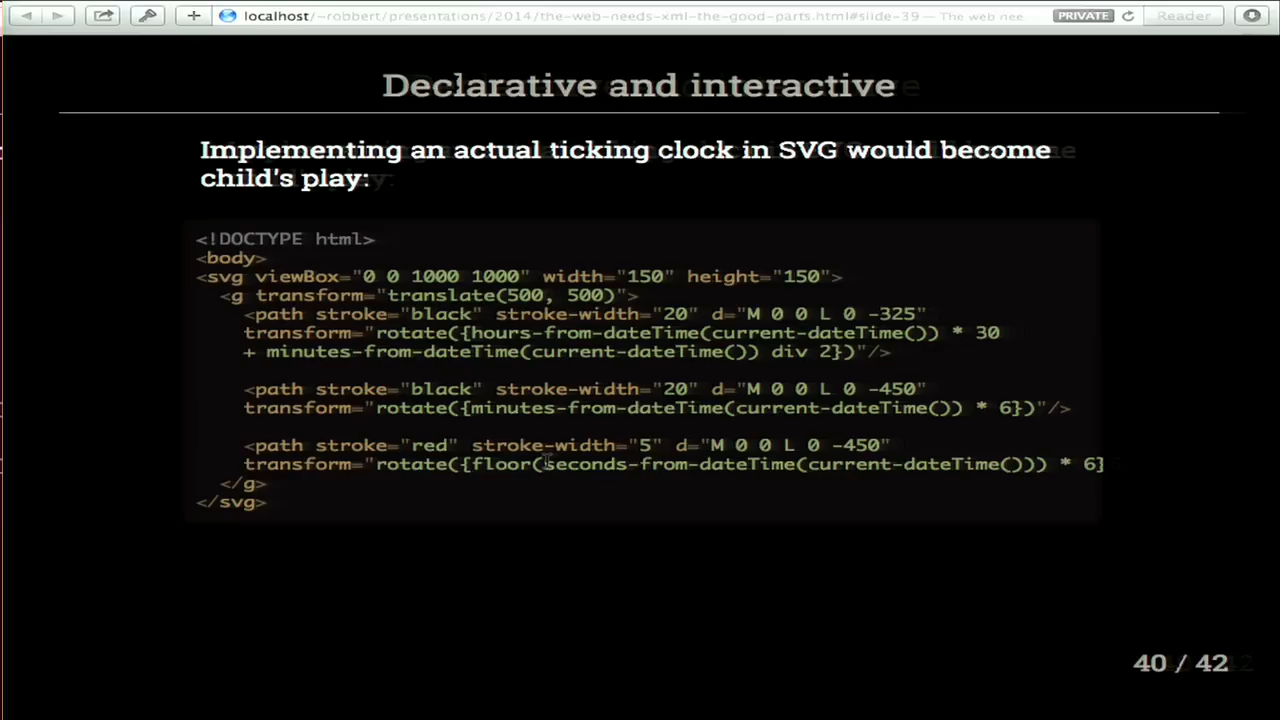 localhost/~robbert/presentations/2014/the-web-needs-xml-the-good-parts.html#slide-39 — The web nee
PRIVATE
Reader
Declarative and interactive
Implementing an actual ticking clock in SVG would become
child's play:
<!DOCTYPE html>
<body>
<svg viewBox="0 0 1000 1000" width="150" height="150">
<g transform="translate(500, 500)">
<path stroke="black" stroke-width="20" d="M 0 0 L 0 -325"
transform="rotate({hours-from-dateTime(current-dateTime()) * 30
+ minutes-from-dateTime(current-dateTime()) div 2})"/>
<path stroke="black" stroke-width="20" d="M 0 0 L 0 -450"
transform="rotate({minutes-from-dateTime(current-dateTime()) * 6})"/>
<path stroke="red" stroke-width="5" d="M 0 0 L 0 -450"
transform="rotate({floor(seconds-from-dateTime(current-dateTime())) * 6}
</g>
</svg>
40 / 42